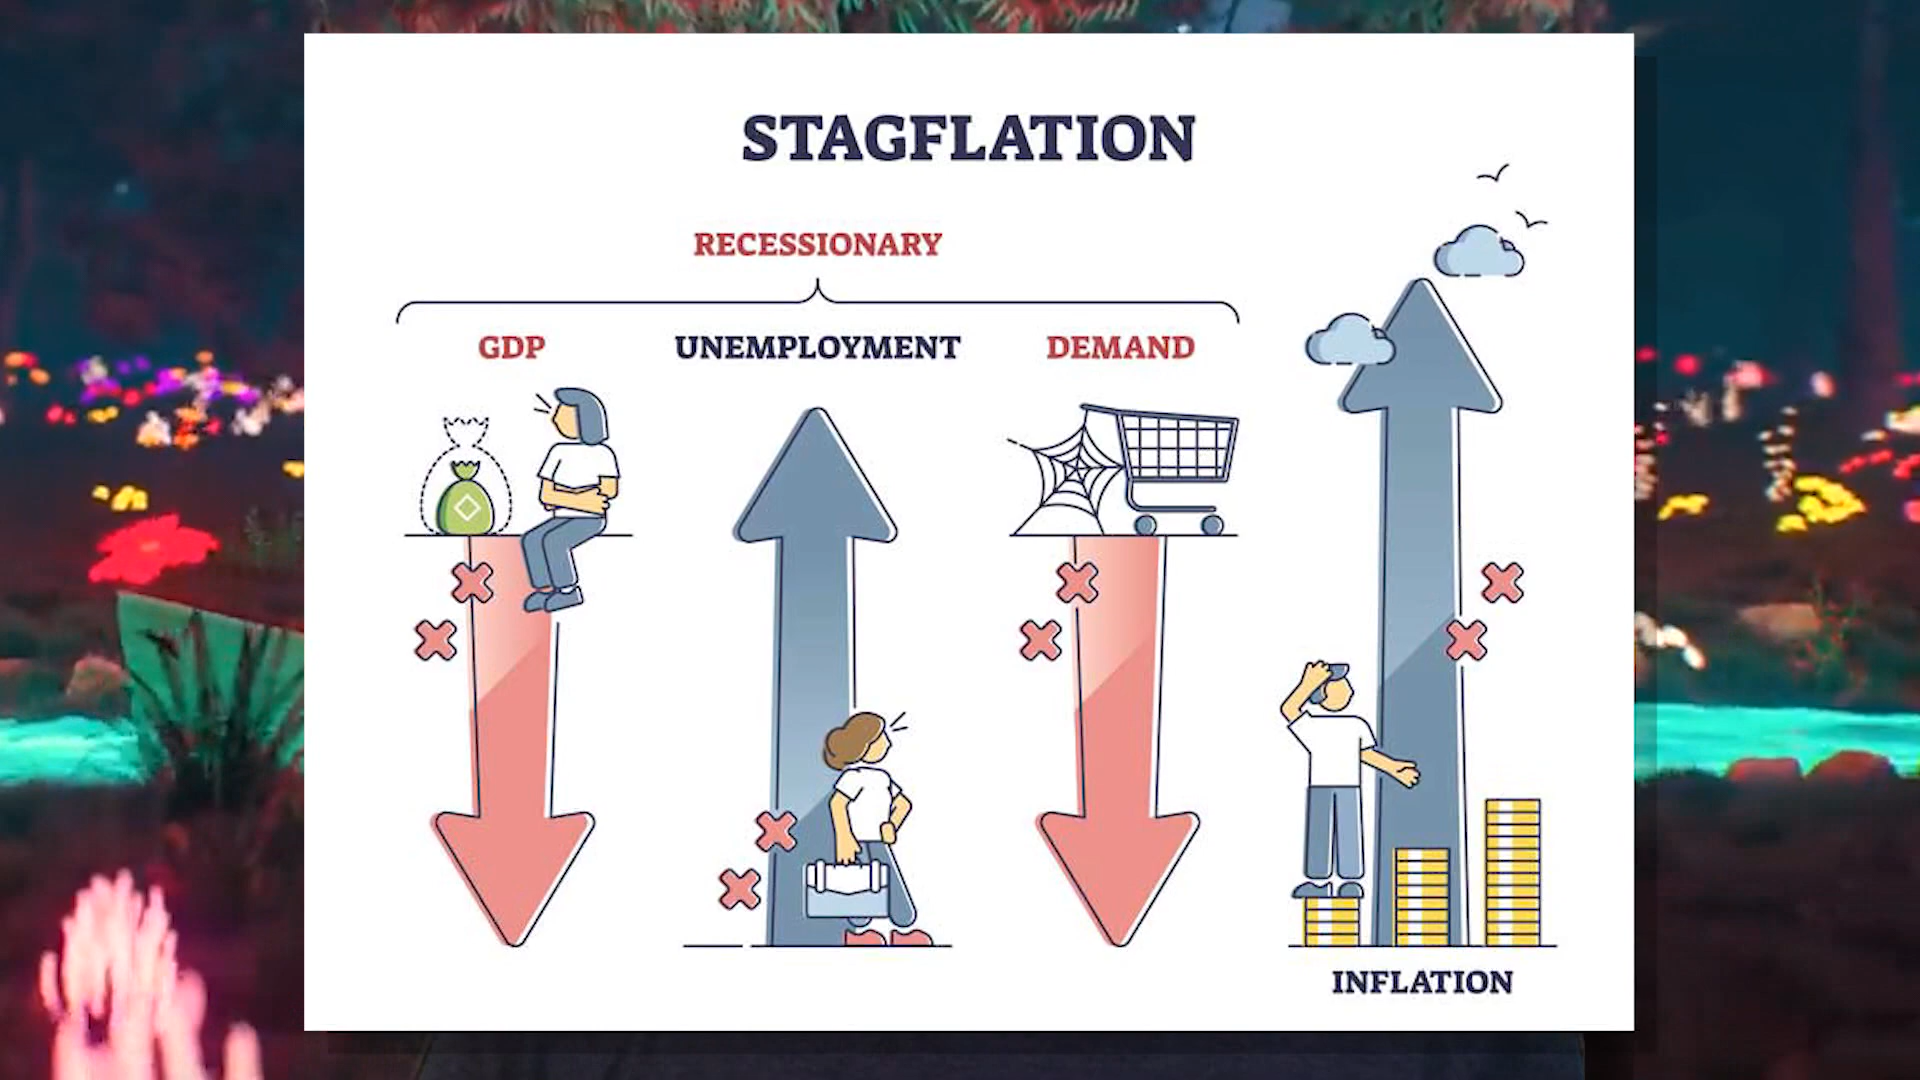 STAGFLATION
RECESSIONARY
GDP
UNEMPLOYMENT
DEMAND
INFLATION